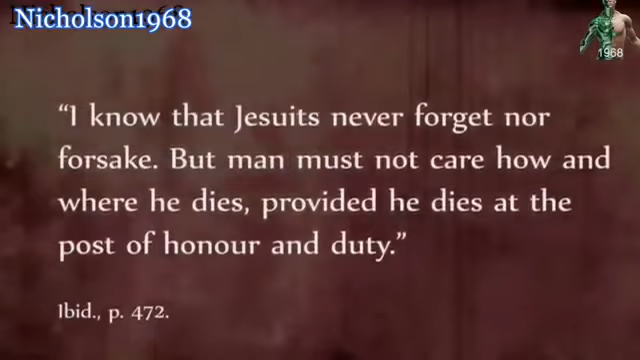 Nicholson1968
1968
“I know that Jesuits never forget nor
forsake. But man must not care how and
where he dies, provided he dies at the
post of honour and duty.”
Ibid., p. 472.